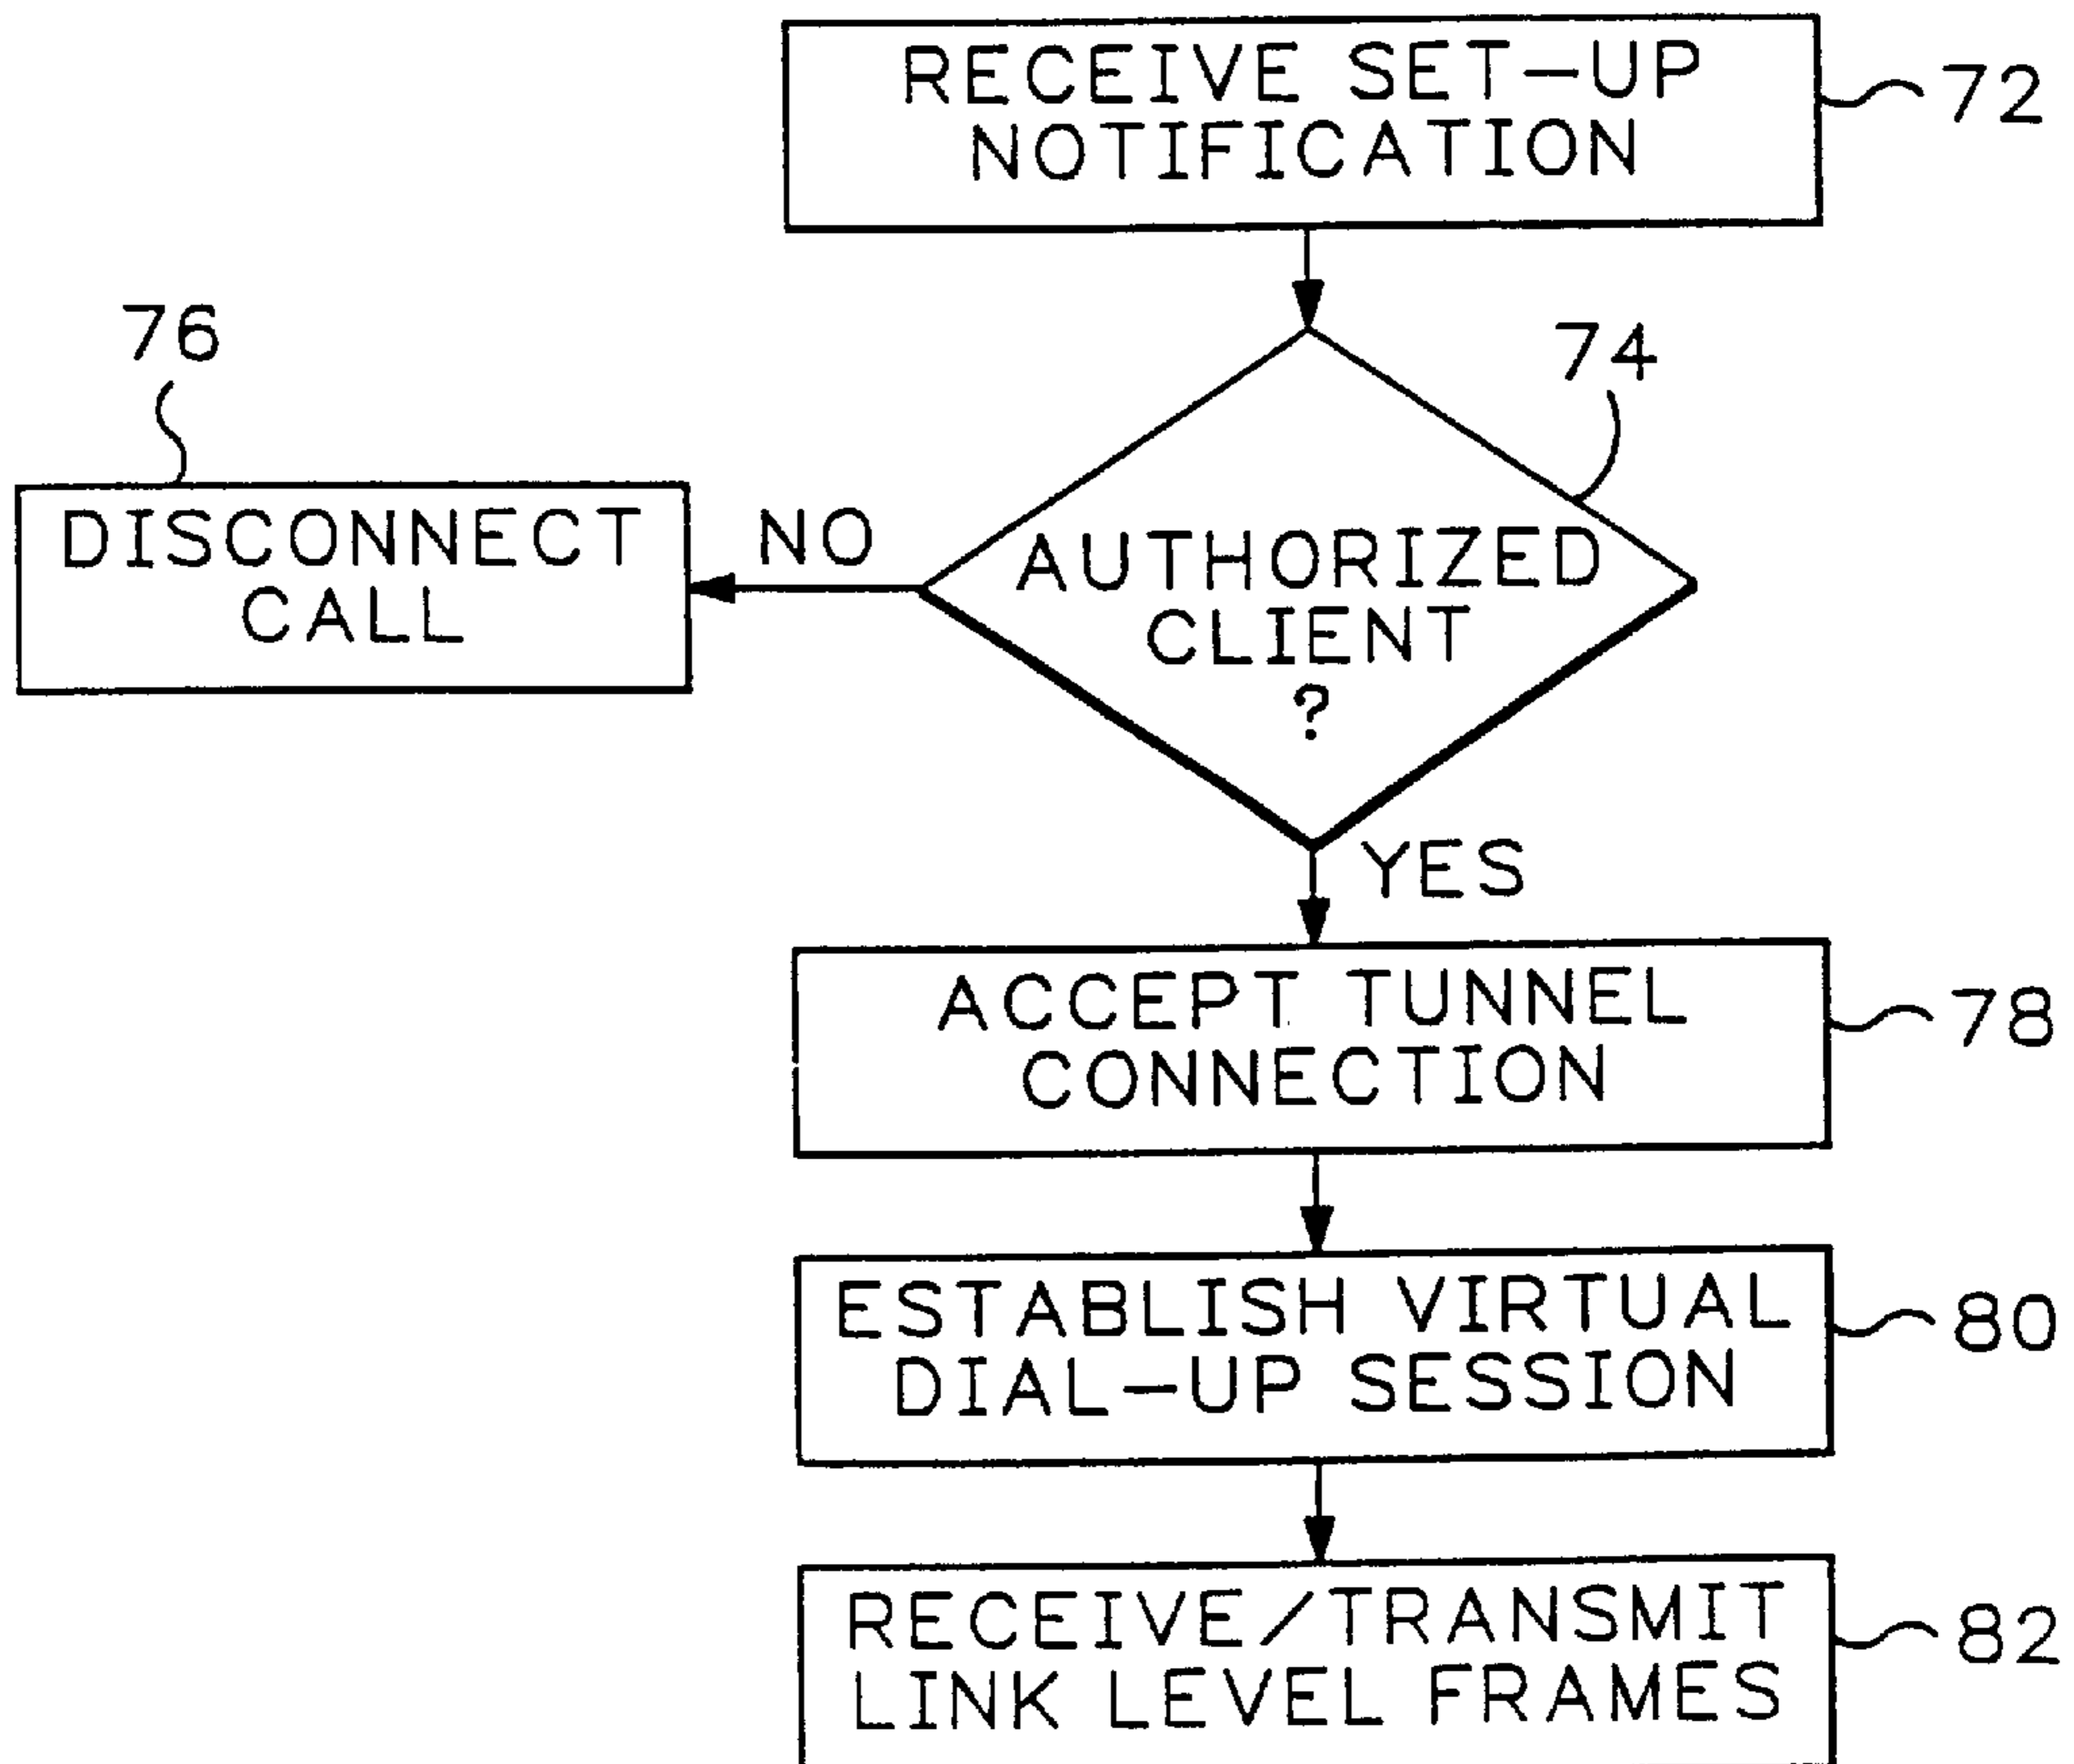 RECEIVE SET-UP
NOTIFICATION
72
76
74
DISCONNECT
CALL
NO
AUTHORIZED
CLIENT
?
YES
ACCEPT TUNNEL
CONNECTION
78
ESTABLISH VIRTUAL
DIAL-UP SESSION
80
RECEIVE/TRANSMIT
LINK LEVEL FRAMES
82